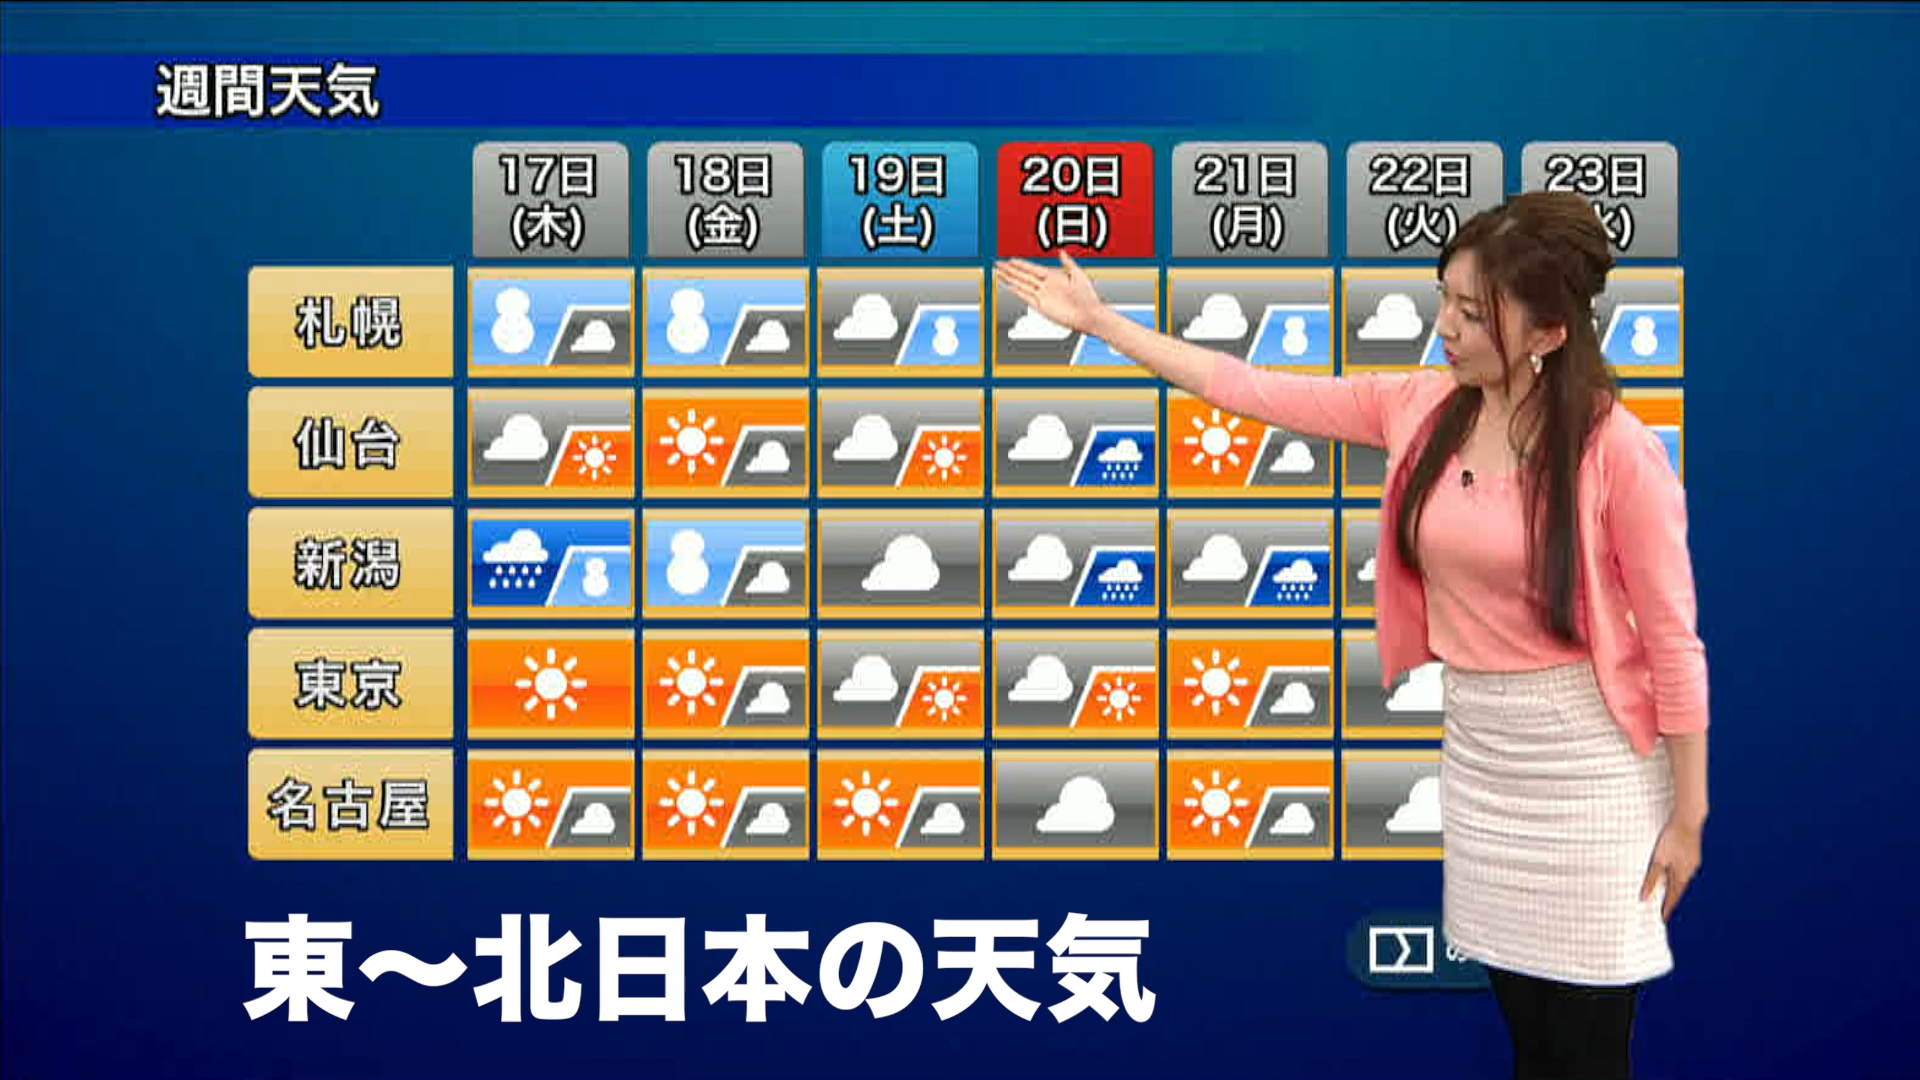 週間天気
17日 18日 19日 20日 21日 22日 23日
(木) (金) (土) (日) (月) (火)
札幌
仙台
新潟
東京
名古屋
東〜北日本の天気
の